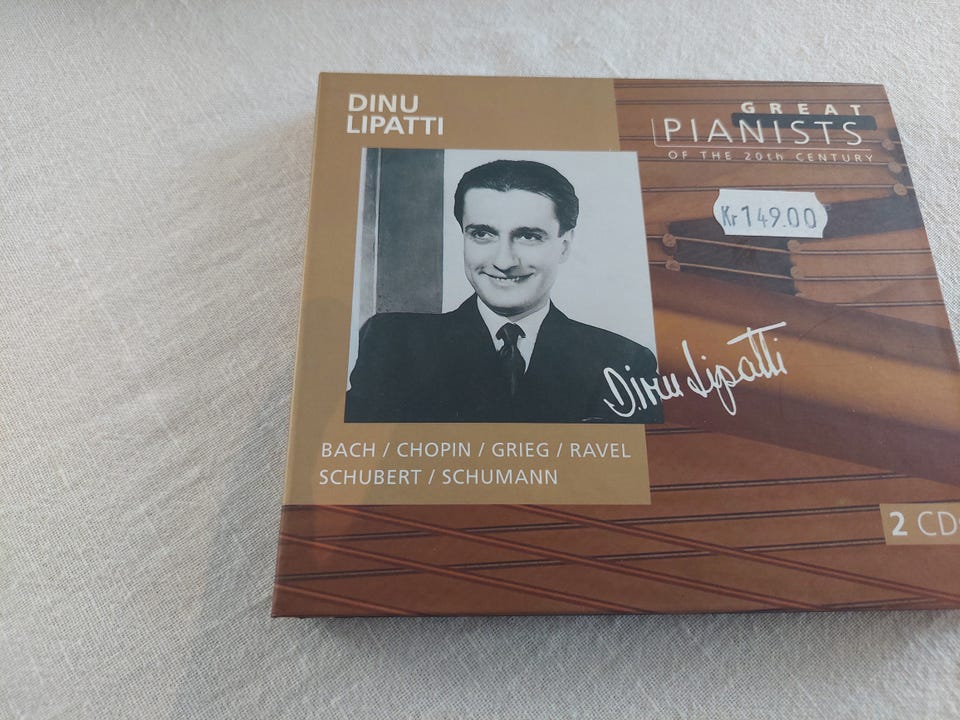 DINU
LIPATTI
GREAT
PIANISTS
OF THE 20th CENTURY
Kr 149.00
Dinu Lipatti
BACH / CHOPIN / GRIEG / RAVEL
SCHUBERT / SCHUMANN
2 CDs